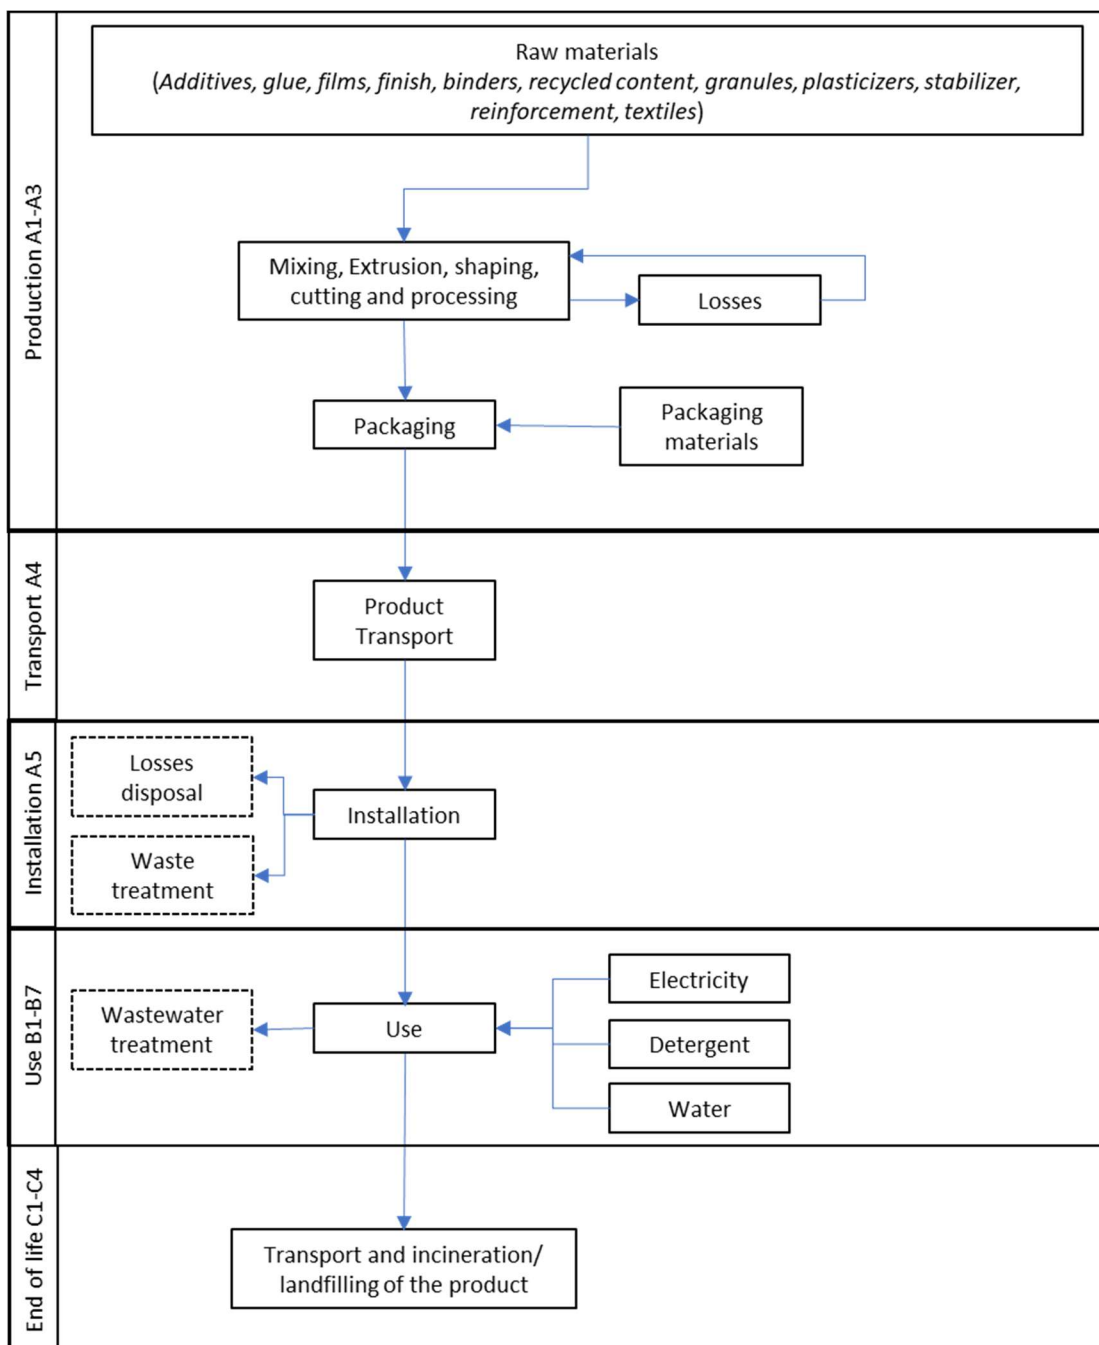 Production A1-A3
Raw materials
(Additives, glue, films, finish, binders, recycled content, granules, plasticizers, stabilizer,
reinforcement, textiles)
Mixing, Extrusion, shaping,
cutting and processing
Losses
Packaging
Packaging
materials
Transport A4
Product
Transport
Installation A5
Losses
disposal
Installation
Waste
treatment
Use B1-B7
Electricity
Wastewater
treatment
Use
Detergent
Water
End of life C1-C4
Transport and incineration/
landfilling of the product